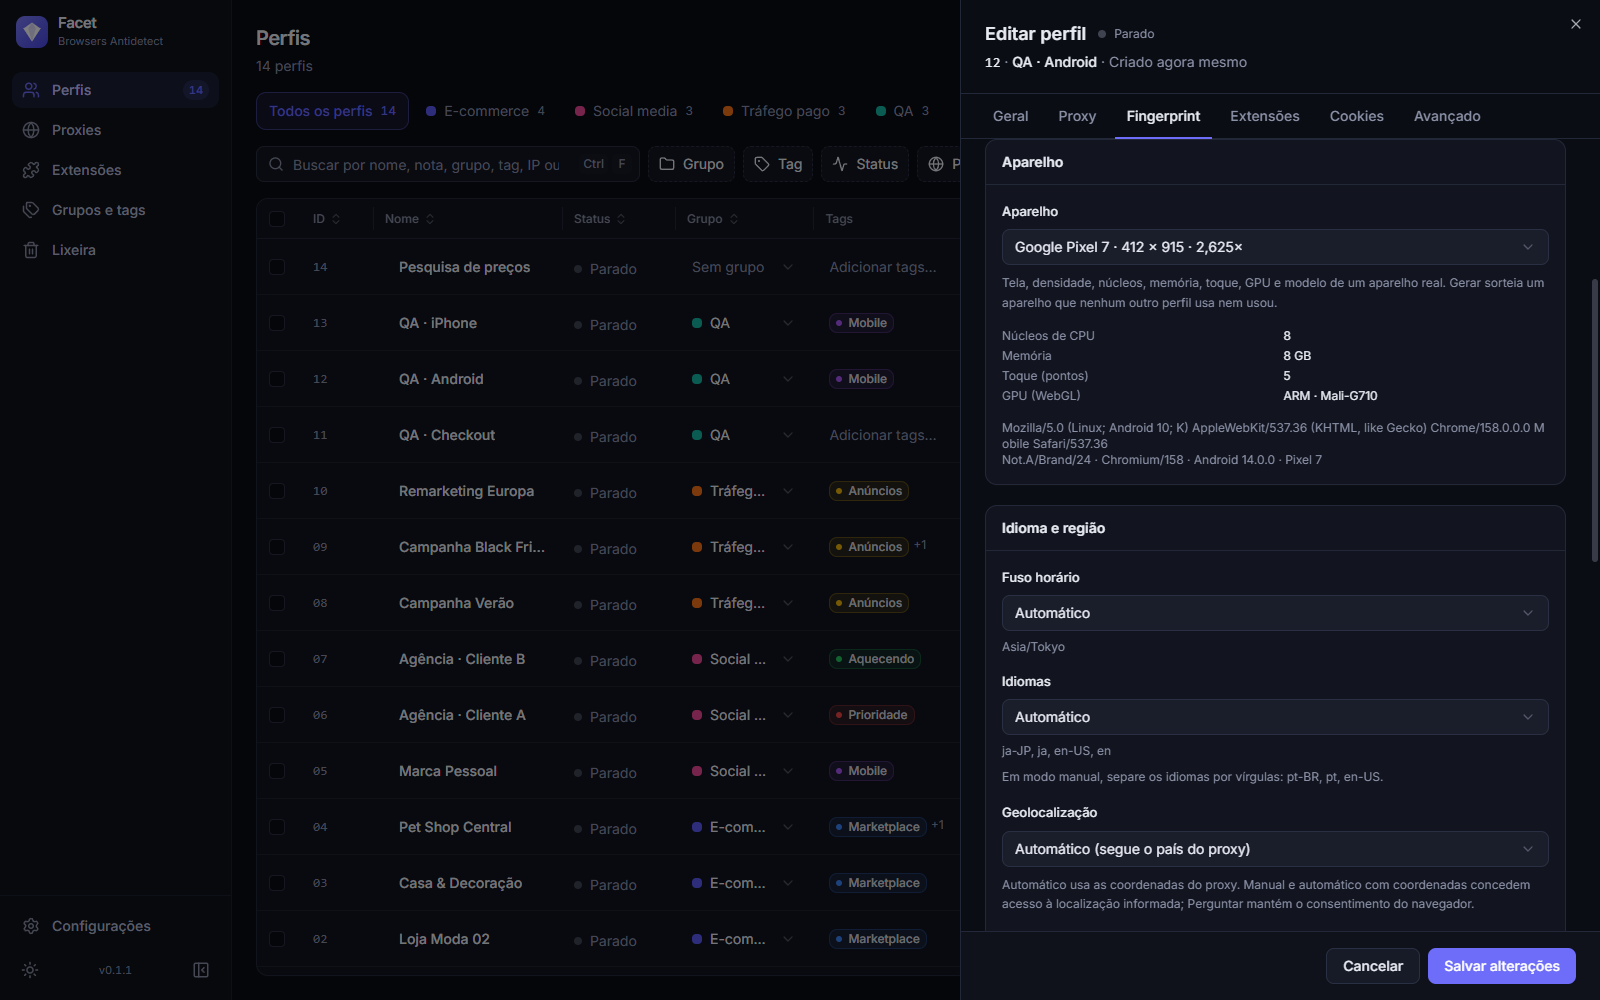 Facet
Browsers Antidetect
Perfis 14
Proxies
Extensões
Grupos e tags
Lixeira
Configurações
v0.1.1
Perfis
14 perfis
Todos os perfis 14
E-commerce 4
Social media 3
Tráfego pago 3
QA 3
Buscar por nome, nota, grupo, tag, IP ou Ctrl F
Grupo
Tag
Status
P
ID Nome Status Grupo Tags
14 Pesquisa de preços Parado Sem grupo Adicionar tags...
13 QA · iPhone Parado QA Mobile
12 QA · Android Parado QA Mobile
11 QA · Checkout Parado QA Adicionar tags...
10 Remarketing Europa Parado Tráfeg... Anúncios
09 Campanha Black Fri... Parado Tráfeg... Anúncios +1
08 Campanha Verão Parado Tráfeg... Anúncios
07 Agência · Cliente B Parado Social ... Aquecendo
06 Agência · Cliente A Parado Social ... Prioridade
05 Marca Pessoal Parado Social ... Mobile
04 Pet Shop Central Parado E-com... Marketplace +1
03 Casa & Decoração Parado E-com... Marketplace
02 Loja Moda 02 Parado E-com... Marketplace
Editar perfil Parado
12 · QA · Android · Criado agora mesmo
Geral Proxy Fingerprint Extensões Cookies Avançado
Aparelho
Aparelho
Google Pixel 7 · 412 × 915 · 2,625×
Tela, densidade, núcleos, memória, toque, GPU e modelo de um aparelho real. Gerar sorteia um
aparelho que nenhum outro perfil usa nem usou.
Núcleos de CPU 8
Memória 8 GB
Toque (pontos) 5
GPU (WebGL) ARM · Mali-G710
Mozilla/5.0 (Linux; Android 10; K) AppleWebKit/537.36 (KHTML, like Gecko) Chrome/158.0.0.0 M
obile Safari/537.36
Not.A/Brand/24 · Chromium/158 · Android 14.0.0 · Pixel 7
Idioma e região
Fuso horário
Automático
Asia/Tokyo
Idiomas
Automático
ja-JP, ja, en-US, en
Em modo manual, separe os idiomas por vírgulas: pt-BR, pt, en-US.
Geolocalização
Automático (segue o país do proxy)
Automático usa as coordenadas do proxy. Manual e automático com coordenadas concedem
acesso à localização informada; Perguntar mantém o consentimento do navegador.
Cancelar
Salvar alterações